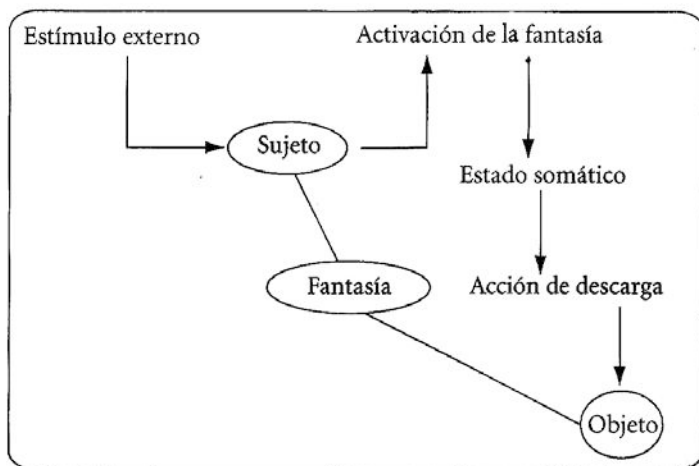 Estímulo externo
Activación de la fantasía
Sujeto
Estado somático
Fantasía
Acción de descarga
Objeto